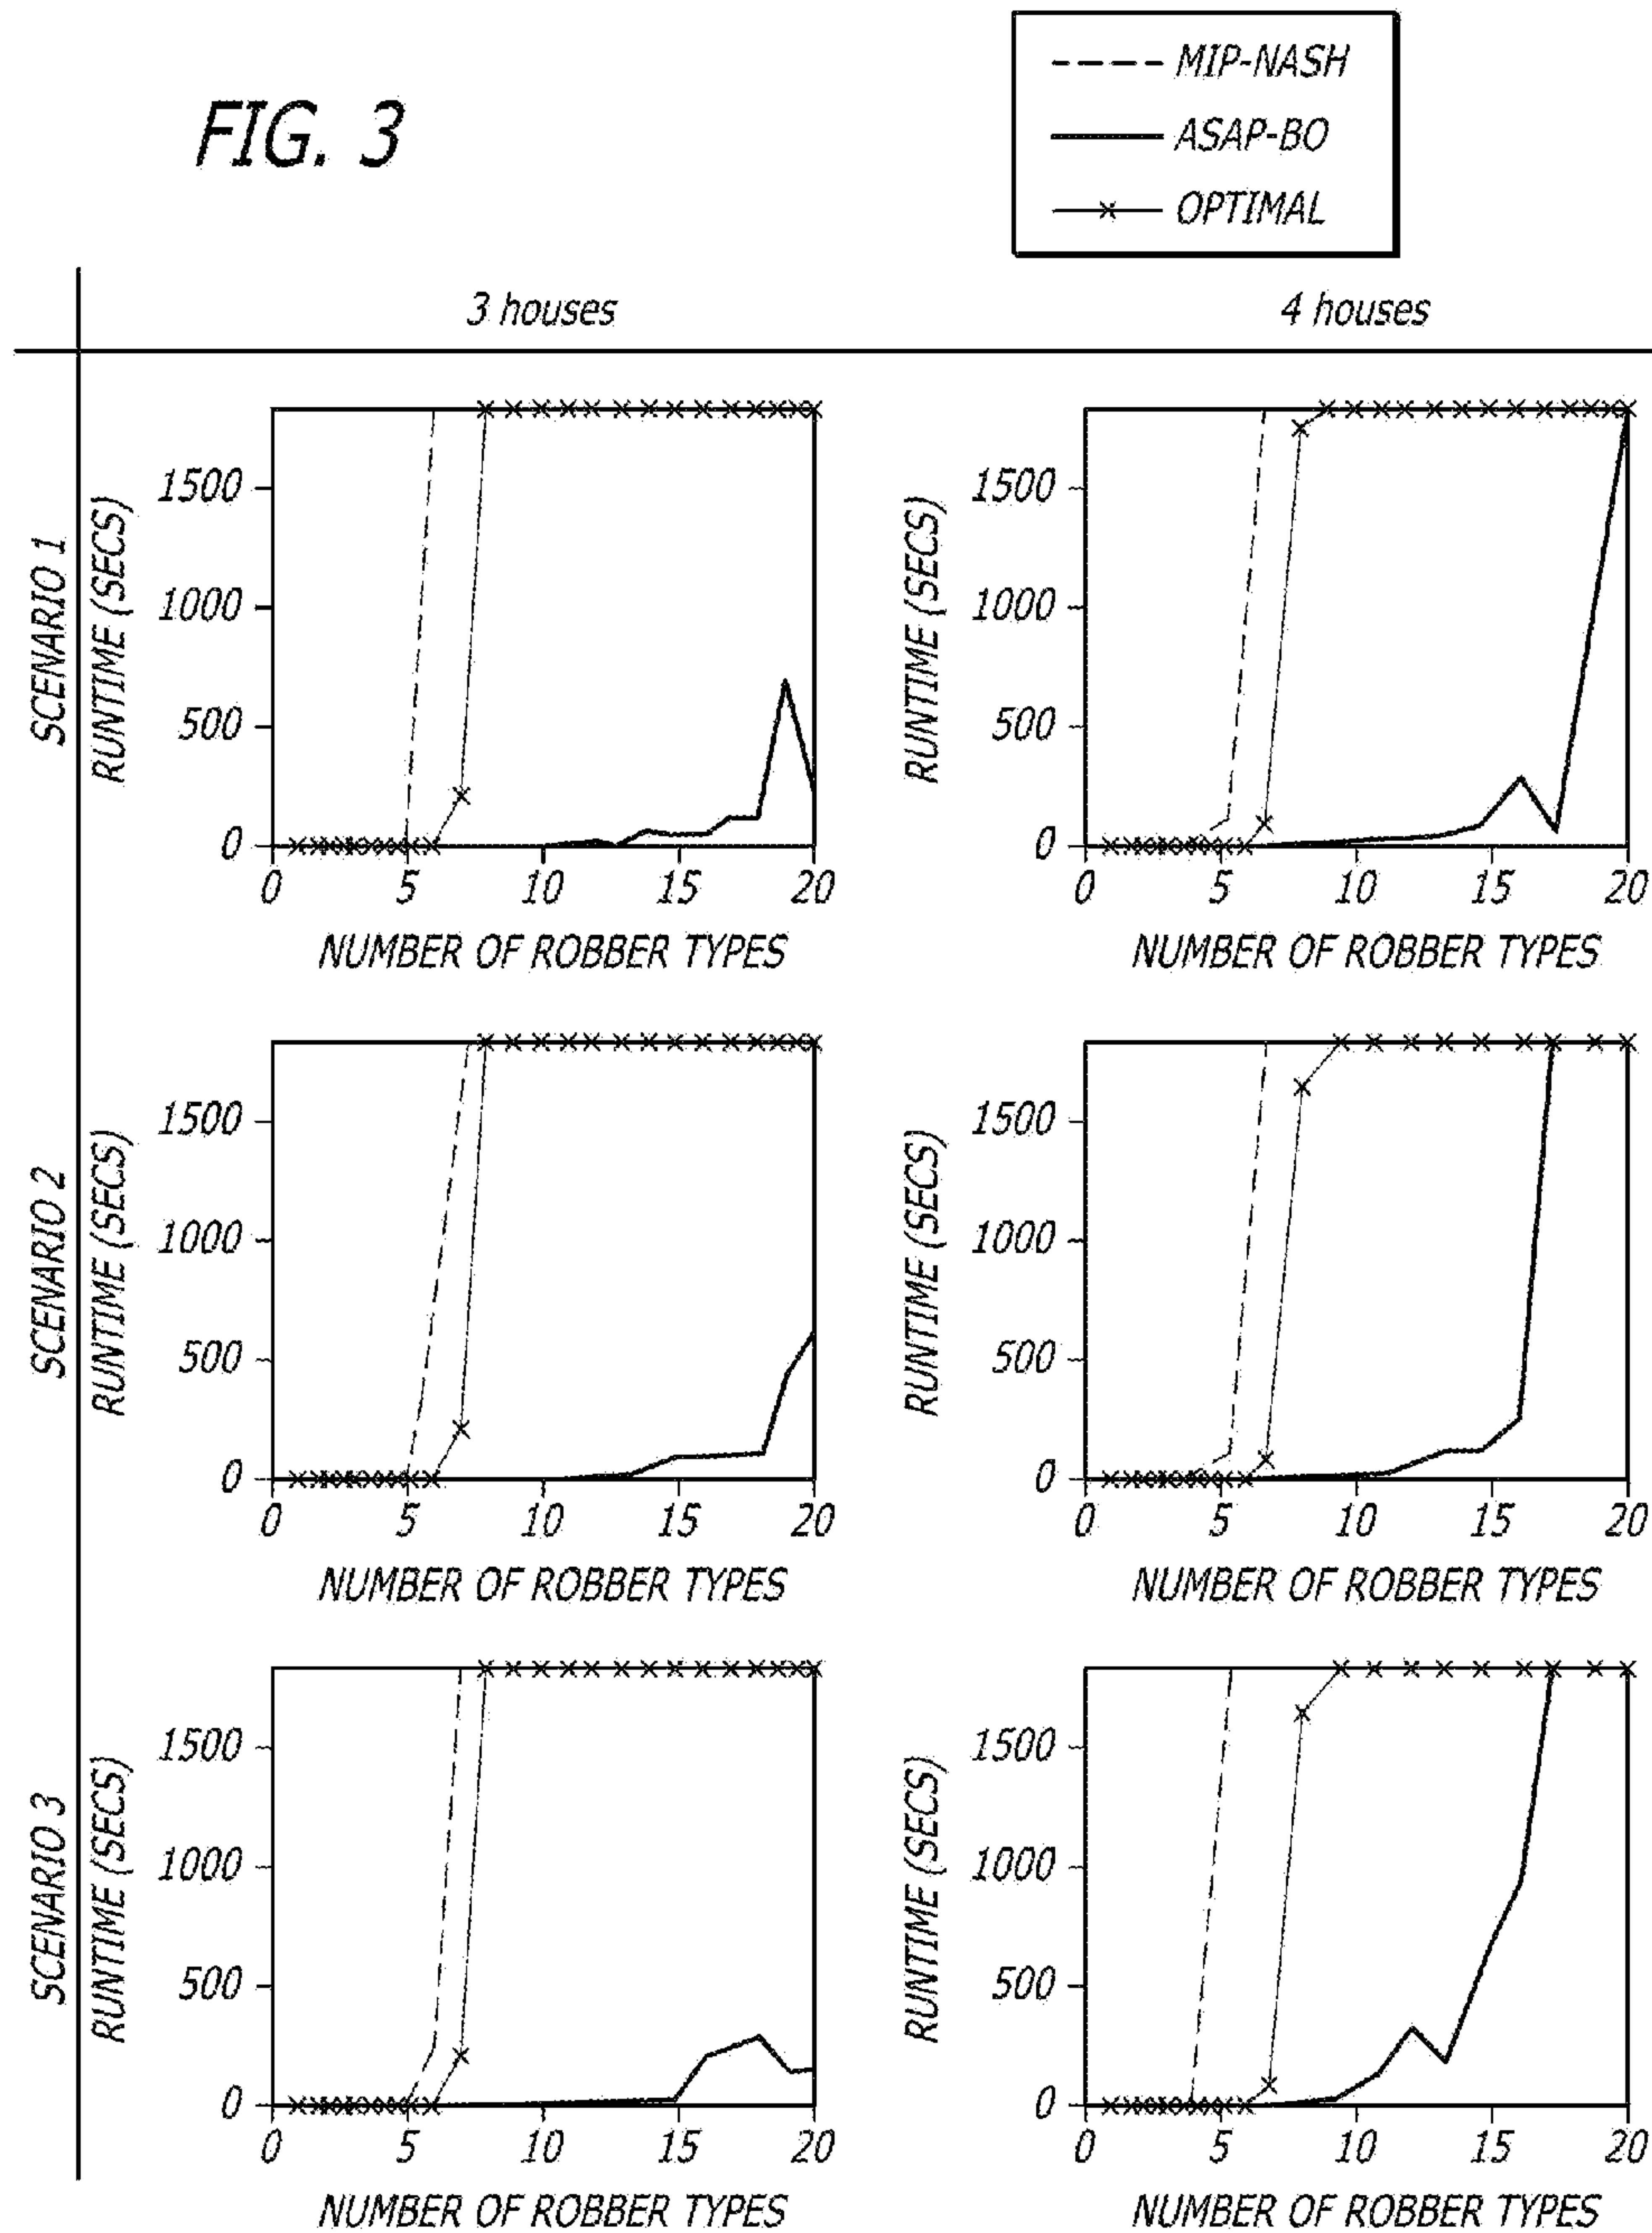 FIG. 3
MIP-NASH
ASAP-BO
OPTIMAL
3 houses
4 houses
SCENARIO 1
RUNTIME (SECS)
1500
1000
500
0
0 5 10 15 20
NUMBER OF ROBBER TYPES
RUNTIME (SECS)
1500
1000
500
0
0 5 10 15 20
NUMBER OF ROBBER TYPES
SCENARIO 2
RUNTIME (SECS)
1500
1000
500
0
0 5 10 15 20
NUMBER OF ROBBER TYPES
RUNTIME (SECS)
1500
1000
500
0
0 5 10 15 20
NUMBER OF ROBBER TYPES
SCENARIO 3
RUNTIME (SECS)
1500
1000
500
0
0 5 10 15 20
NUMBER OF ROBBER TYPES
RUNTIME (SECS)
1500
1000
500
0
0 5 10 15 20
NUMBER OF ROBBER TYPES